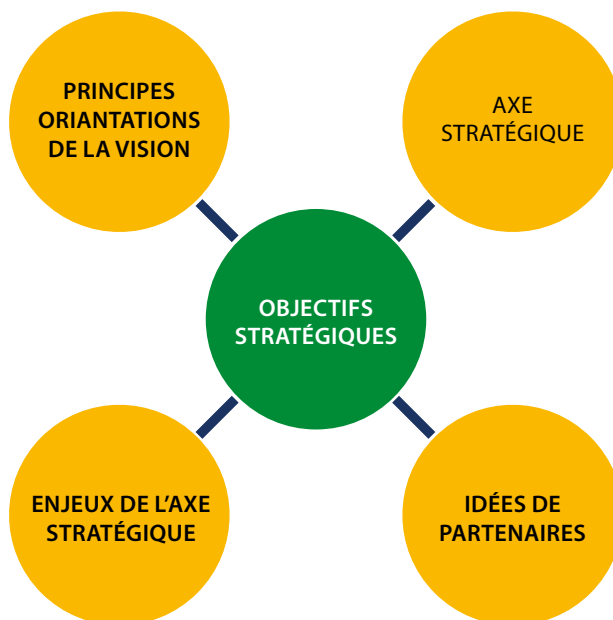 PRINCIPES
ORIANTATIONS
DE LA VISION
AXE
STRATÉGIQUE
OBJECTIFS
STRATÉGIQUES
ENJEUX DE L'AXE
STRATÉGIQUE
IDÉES DE
PARTENAIRES